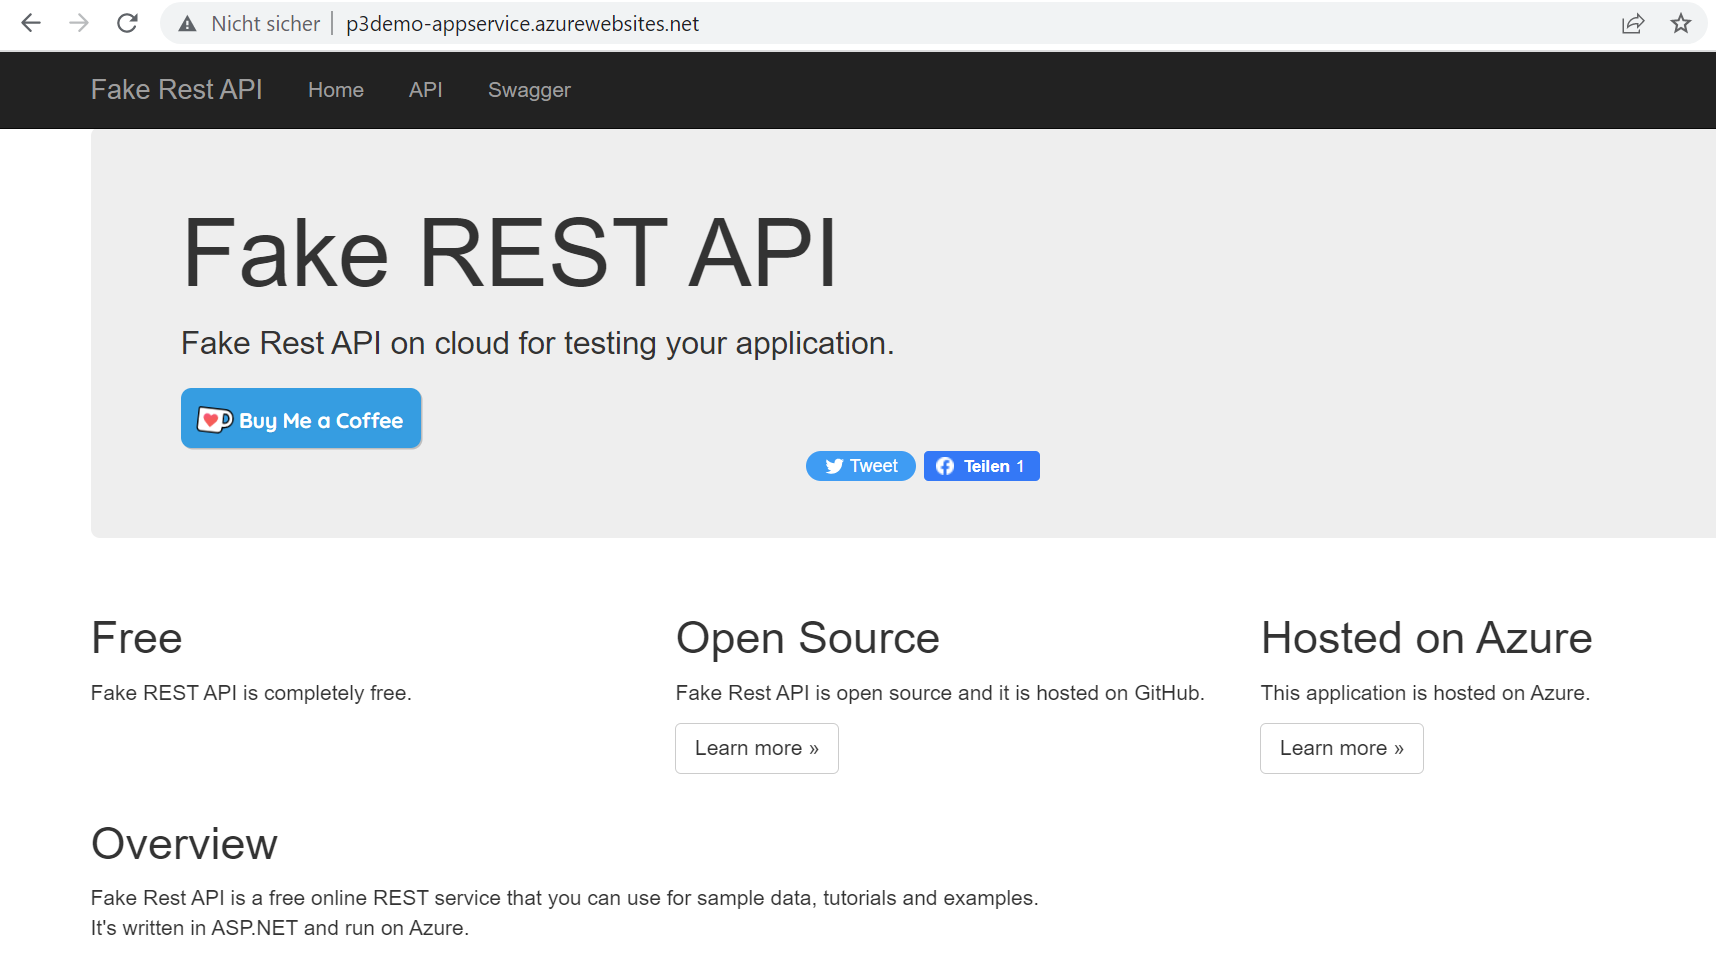 Nicht sicher | p3demo-appservice.azurewebsites.net
Fake Rest API Home API Swagger
Fake REST API
Fake Rest API on cloud for testing your application.
Buy Me a Coffee
Tweet Teilen 1
Free
Fake REST API is completely free.
Open Source
Fake Rest API is open source and it is hosted on GitHub.
Learn more »
Hosted on Azure
This application is hosted on Azure.
Learn more »
Overview
Fake Rest API is a free online REST service that you can use for sample data, tutorials and examples.
It's written in ASP.NET and run on Azure.